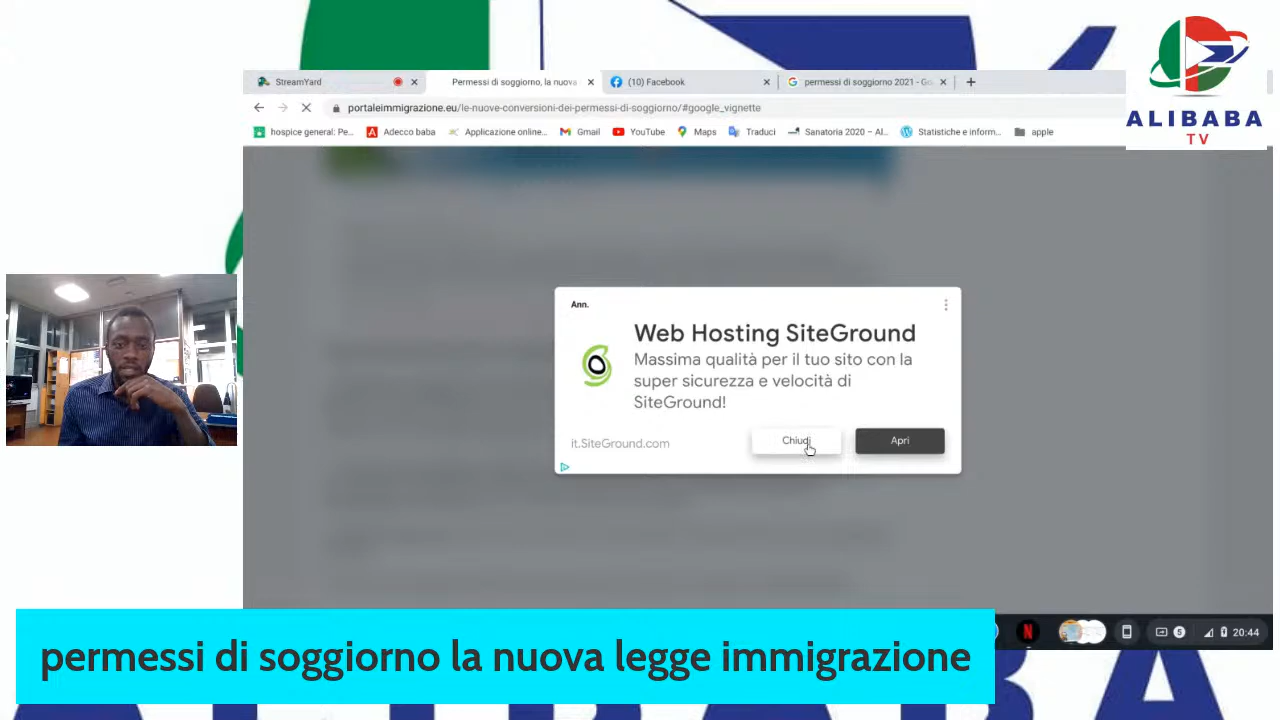 StreamYard
Permessi di soggiorno, la nuova
(10) Facebook
permessi di soggiorno 2021 - Go
portaleimmigrazione.eu/le-nuove-conversioni-dei-permessi-di-soggiorno/#google_vignette
hospice general: Pe...
Adecco baba
Applicazione online...
Gmail
YouTube
Maps
Traduci
Sanatoria 2020 – Al...
Statistiche e inform...
apple
ALIBABA
TV
Ann.
Web Hosting SiteGround
Massima qualità per il tuo sito con la
super sicurezza e velocità di
SiteGround!
it.SiteGround.com
Chiudi
Apri
N
5
20:44
permessi di soggiorno la nuova legge immigrazione